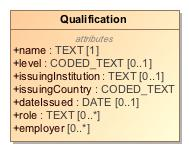 Qualification
attributes
+name : TEXT [1]
+level : CODED_TEXT [0..1]
+issuingInstitution : TEXT [0..1]
+issuingCountry : CODED_TEXT
+dateIssued : DATE [0..1]
+role : TEXT [0..*]
+employer [0..*]